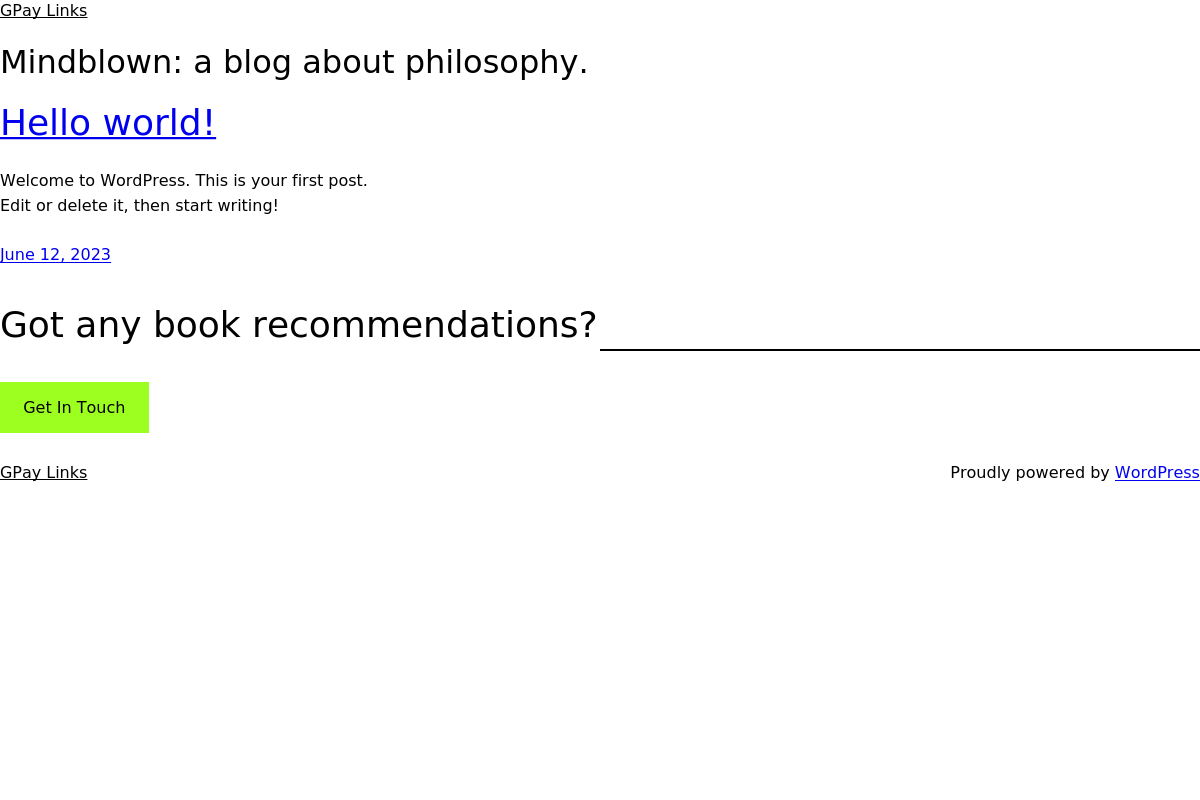 GPay Links
Mindblown: a blog about philosophy.
Hello world!
Welcome to WordPress. This is your first post.
Edit or delete it, then start writing!
June 12, 2023
Got any book recommendations?
Get In Touch
GPay Links
Proudly powered by WordPress